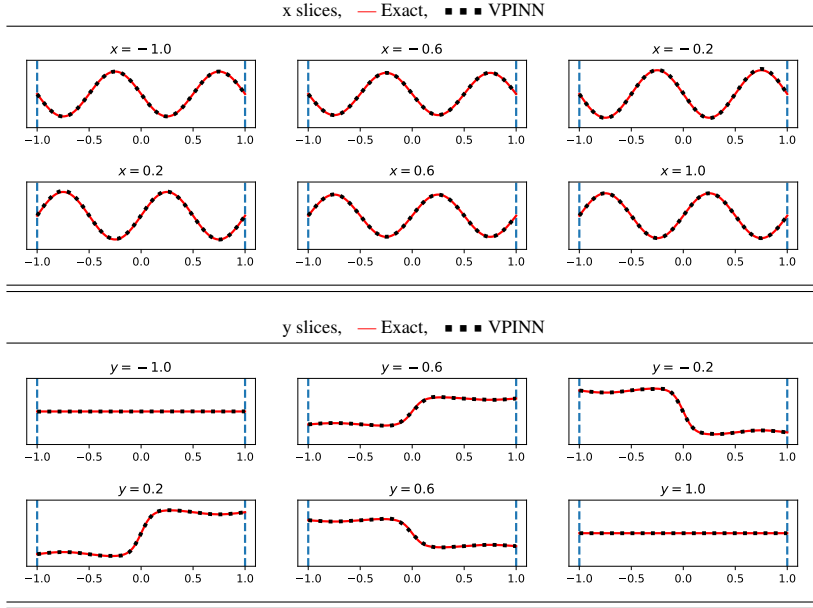 x slices, — Exact, ▪▪▪ VPINN
x = −1.0 x = −0.6 x = −0.2
−1.0 −0.5 0.0 0.5 1.0 −1.0 −0.5 0.0 0.5 1.0 −1.0 −0.5 0.0 0.5 1.0
x = 0.2 x = 0.6 x = 1.0
−1.0 −0.5 0.0 0.5 1.0 −1.0 −0.5 0.0 0.5 1.0 −1.0 −0.5 0.0 0.5 1.0
y slices, — Exact, ▪▪▪ VPINN
y = −1.0 y = −0.6 y = −0.2
−1.0 −0.5 0.0 0.5 1.0 −1.0 −0.5 0.0 0.5 1.0 −1.0 −0.5 0.0 0.5 1.0
y = 0.2 y = 0.6 y = 1.0
−1.0 −0.5 0.0 0.5 1.0 −1.0 −0.5 0.0 0.5 1.0 −1.0 −0.5 0.0 0.5 1.0